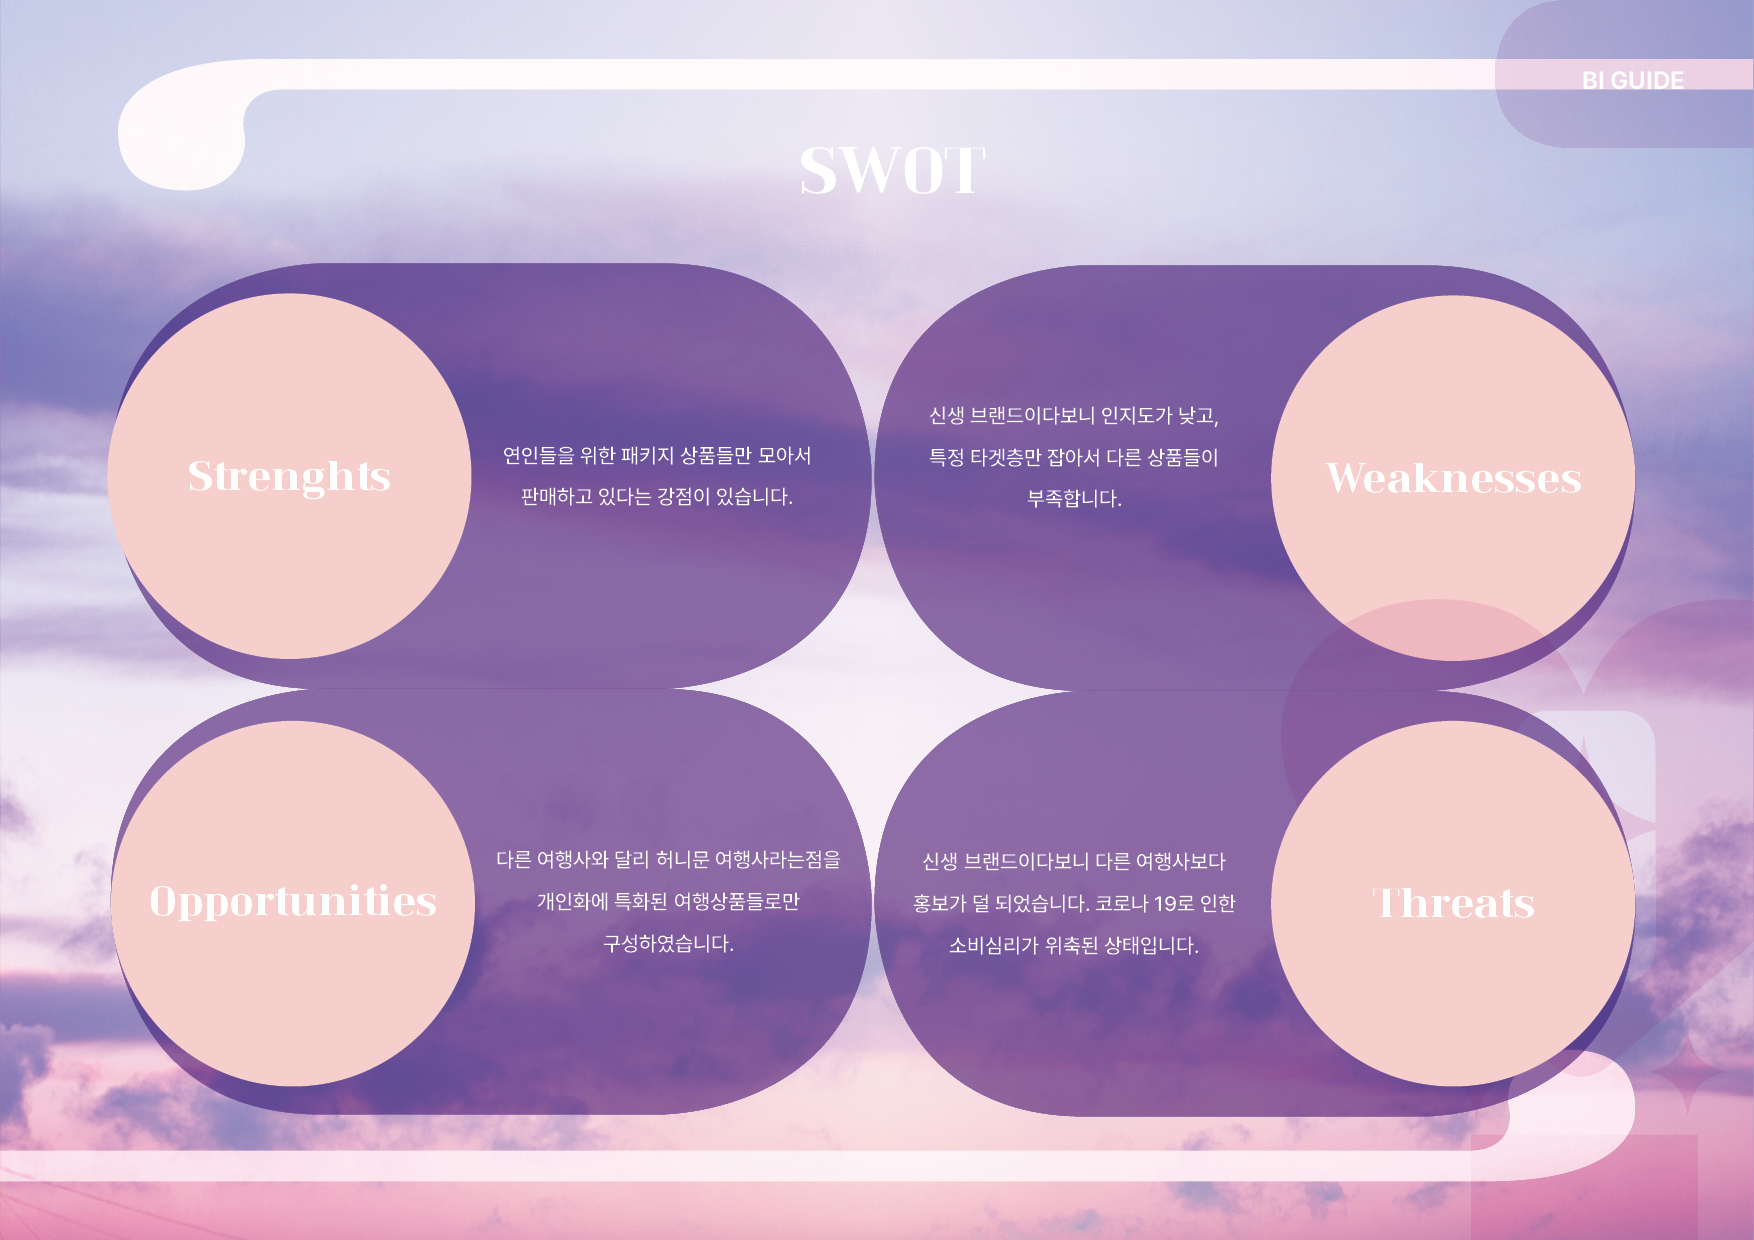 BI GUIDE
SWOT
Strenghts
연인들을 위한 패키지 상품들만 모아서
판매하고 있다는 강점이 있습니다.
신생 브랜드이다보니 인지도가 낮고,
특정 타겟층만 잡아서 다른 상품들이
부족합니다.
Weaknesses
Opportunities
다른 여행사와 달리 허니문 여행사라는점을
개인화에 특화된 여행상품들로만
구성하였습니다.
신생 브랜드이다보니 다른 여행사보다
홍보가 덜 되었습니다. 코로나 19로 인한
소비심리가 위축된 상태입니다.
Threats